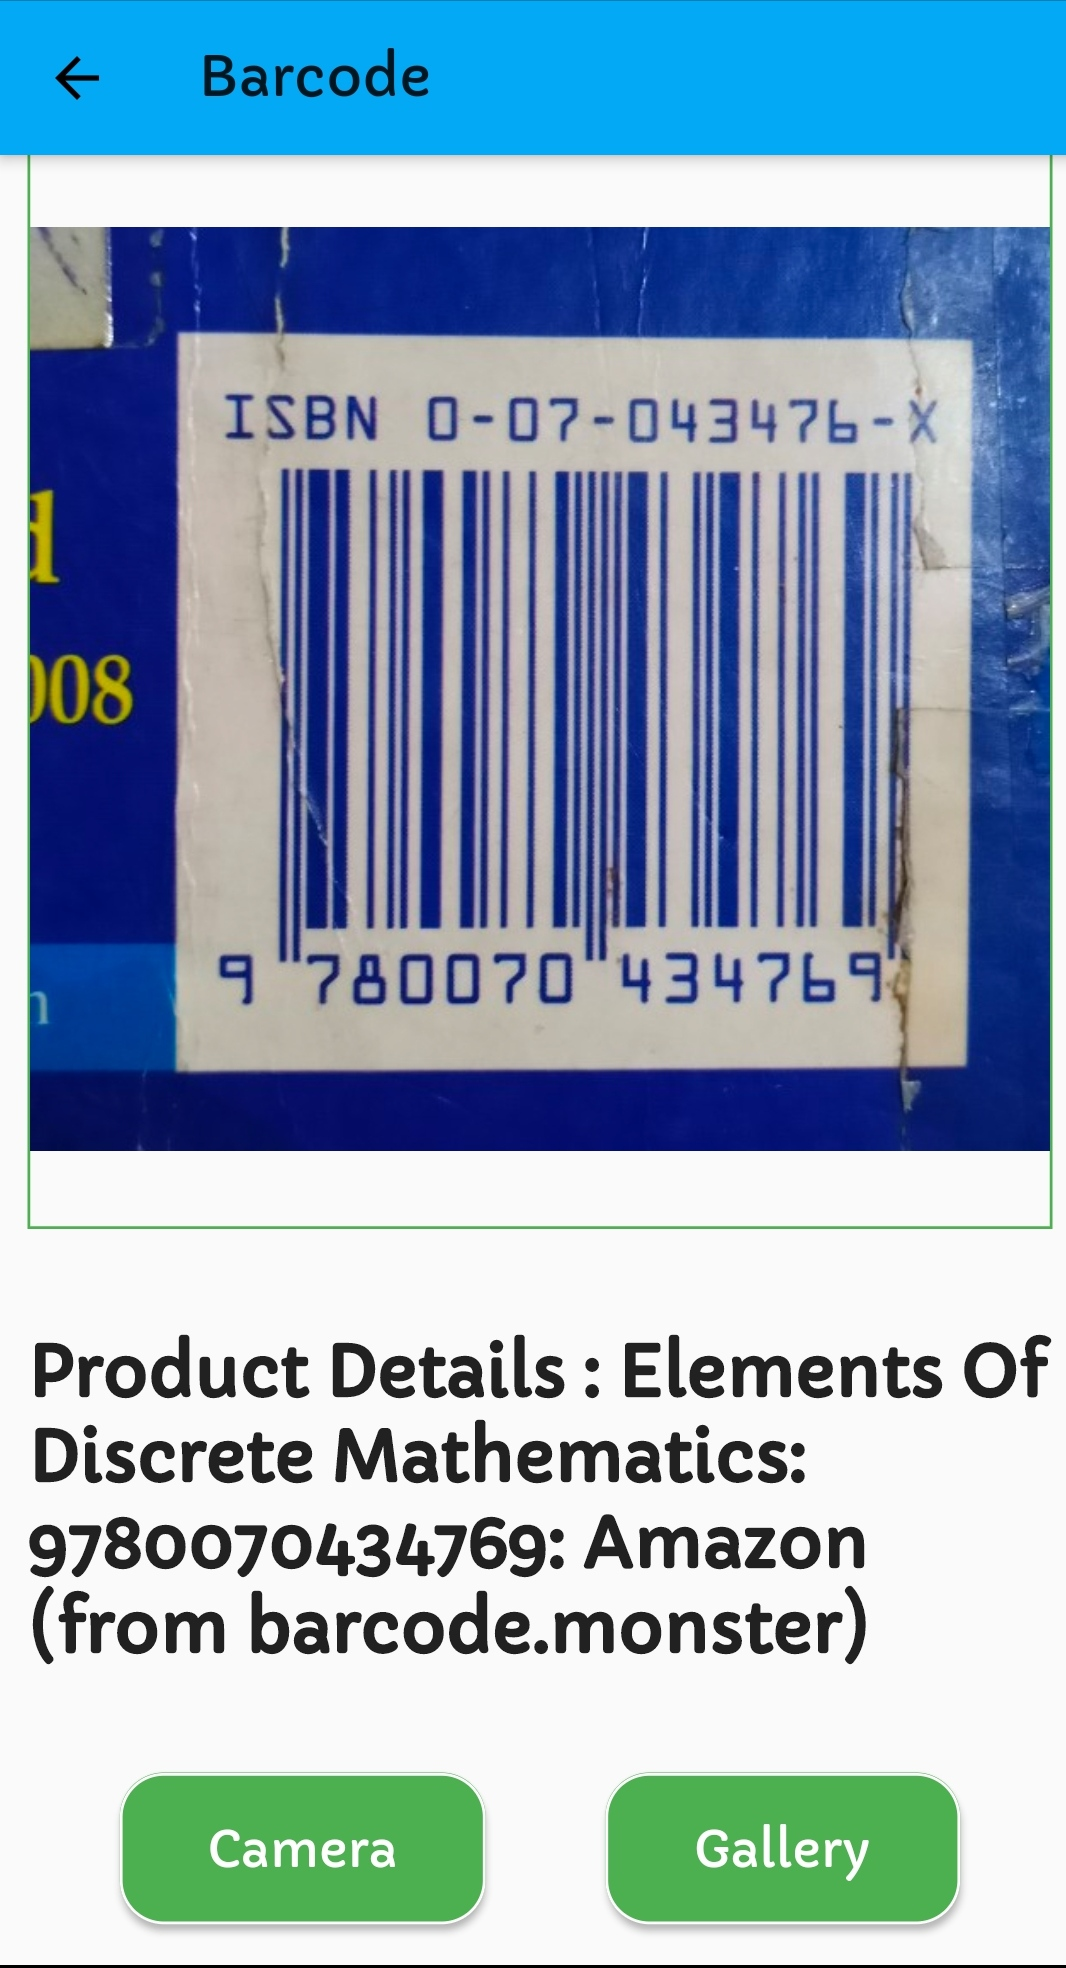 Barcode
ISBN 0-07-043476-X
d
008
9 780070 434769
n
Product Details : Elements Of
Discrete Mathematics:
9780070434769: Amazon
(from barcode.monster)
Camera
Gallery